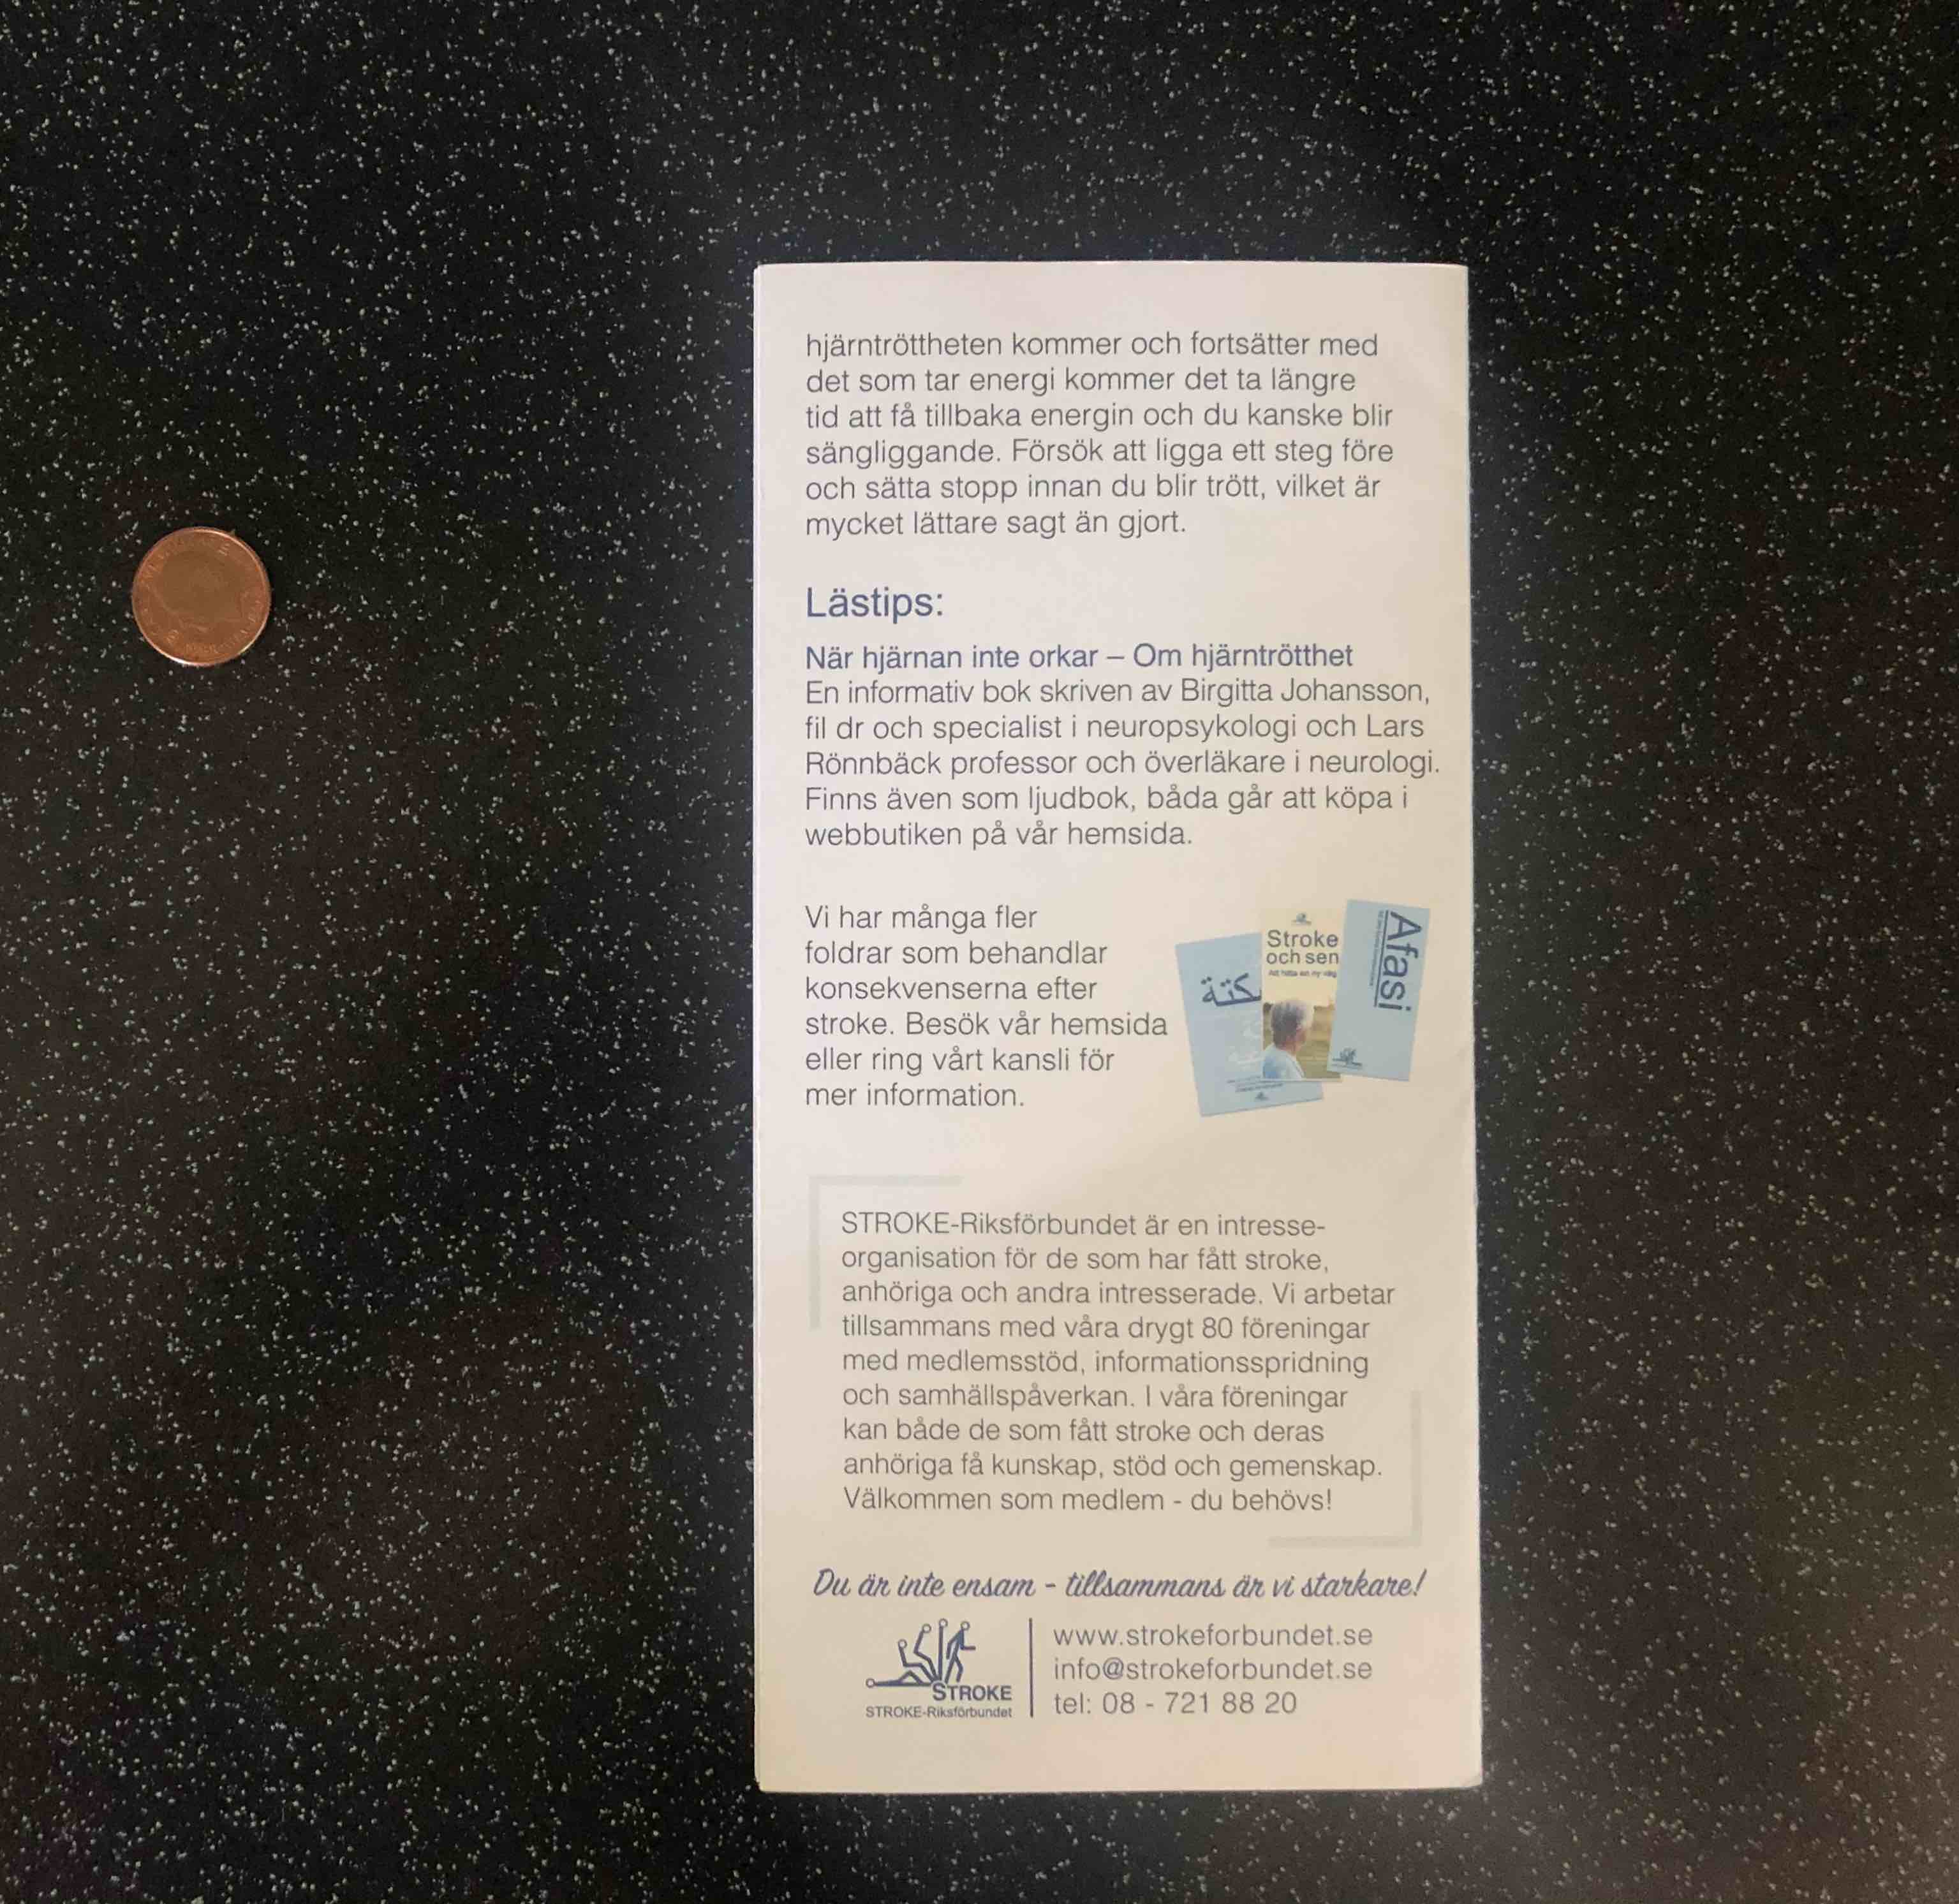 hjärntröttheten kommer och fortsätter med
det som tar energi kommer det ta längre
tid att få tillbaka energin och du kanske blir
sängliggande. Försök att ligga ett steg före
och sätta stopp innan du blir trött, vilket är
mycket lättare sagt än gjort.
Lästips:
När hjärnan inte orkar – Om hjärntrötthet
En informativ bok skriven av Birgitta Johansson,
fil dr och specialist i neuropsykologi och Lars
Rönnbäck professor och överläkare i neurologi.
Finns även som ljudbok, båda går att köpa i
webbutiken på vår hemsida.
Vi har många fler
foldrar som behandlar
konsekvenserna efter
stroke. Besök vår hemsida
eller ring vårt kansli för
mer information.
Stroke
och sen
Att hitta en ny väg
Afasi
STROKE-Riksförbundet är en intresse-
organisation för de som har fått stroke,
anhöriga och andra intresserade. Vi arbetar
tillsammans med våra drygt 80 föreningar
med medlemsstöd, informationsspridning
och samhällspåverkan. I våra föreningar
kan både de som fått stroke och deras
anhöriga få kunskap, stöd och gemenskap.
Välkommen som medlem - du behövs!
Du är inte ensam - tillsammans är vi starkare!
STROKE
STROKE-Riksförbundet
www.strokeforbundet.se
info@strokeforbundet.se
tel: 08 - 721 88 20